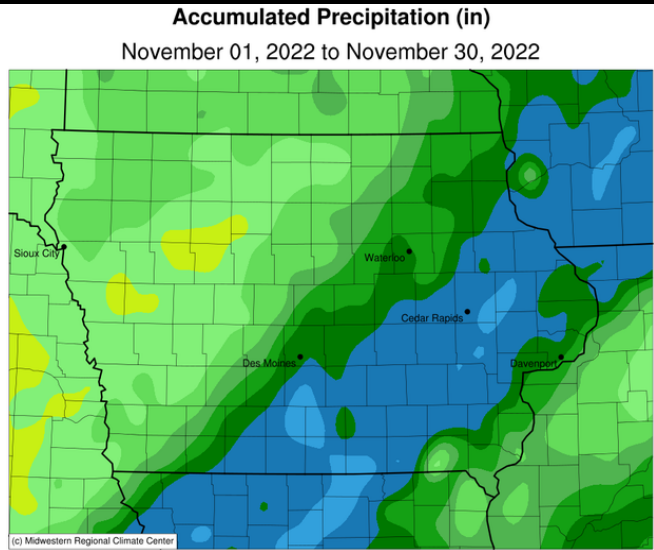 Accumulated Precipitation (in)
November 01, 2022 to November 30, 2022
Sioux City
Waterloo
Cedar Rapids
Des Moines
Davenport
(c) Midwestern Regional Climate Center